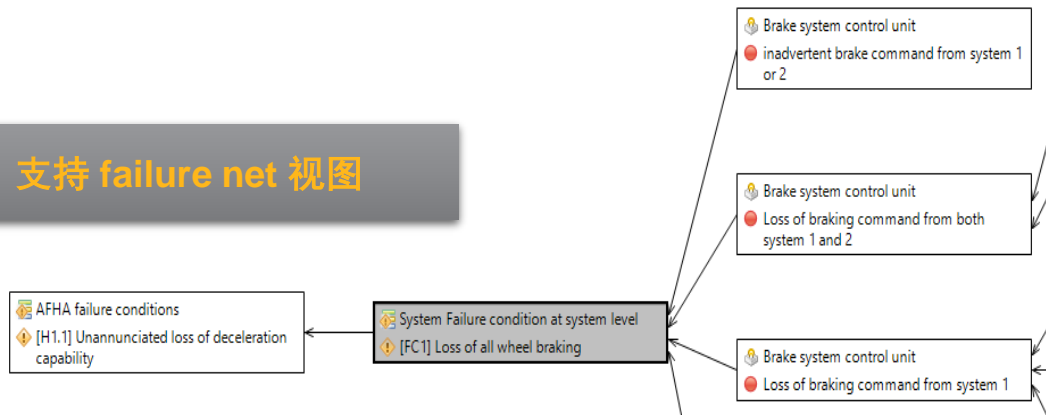 支持 failure net 视图
AFHA failure conditions
[H1.1] Unannunciated loss of deceleration
capability
System Failure condition at system level
[FC1] Loss of all wheel braking
Brake system control unit
inadvertent brake command from system 1
or 2
Brake system control unit
Loss of braking command from both
system 1 and 2
Brake system control unit
Loss of braking command from system 1